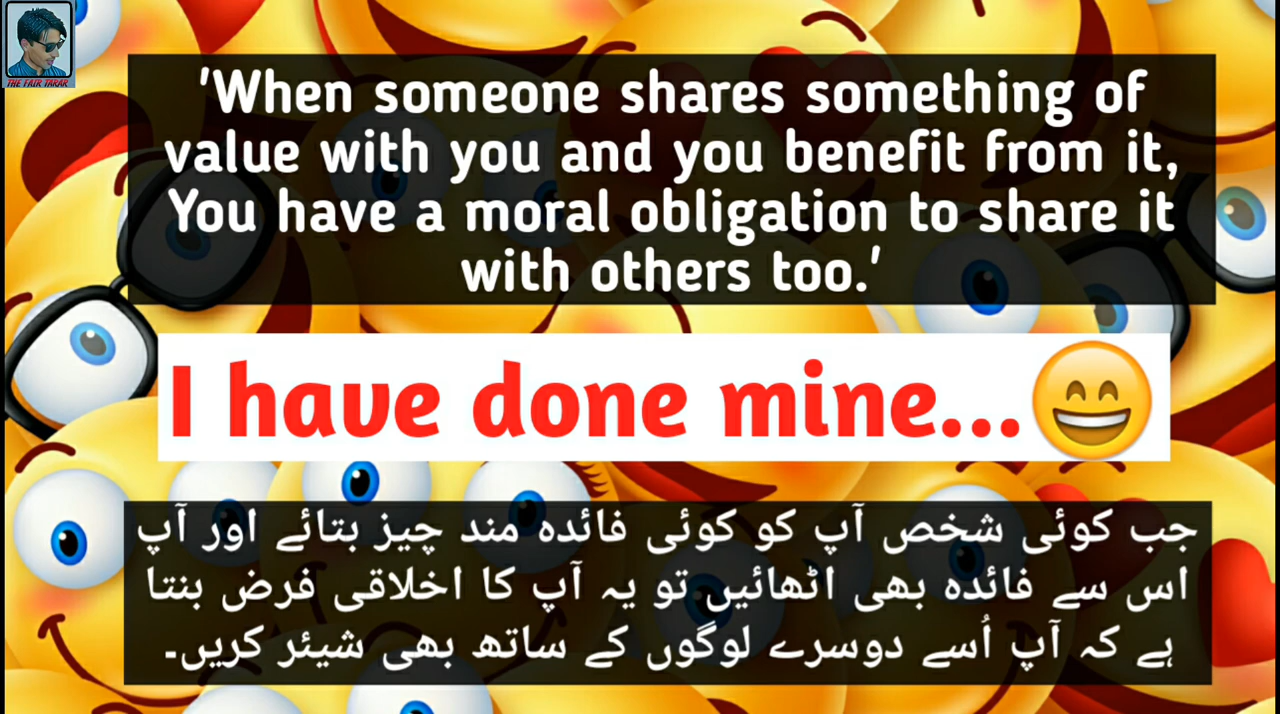 THE FAIR TARAR
'When someone shares something of
value with you and you benefit from it,
You have a moral obligation to share it
with others too.'
I have done mine...😄
جب کوئی شخص آپ کو کوئی فائدہ مند چیز بتائے اور آپ
اس سے فائدہ بھی اٹھائیں تو یہ آپ کا اخلاقی فرض بنتا
ہے کہ آپ اُسے دوسرے لوگوں کے ساتھ بھی شیئر کریں۔